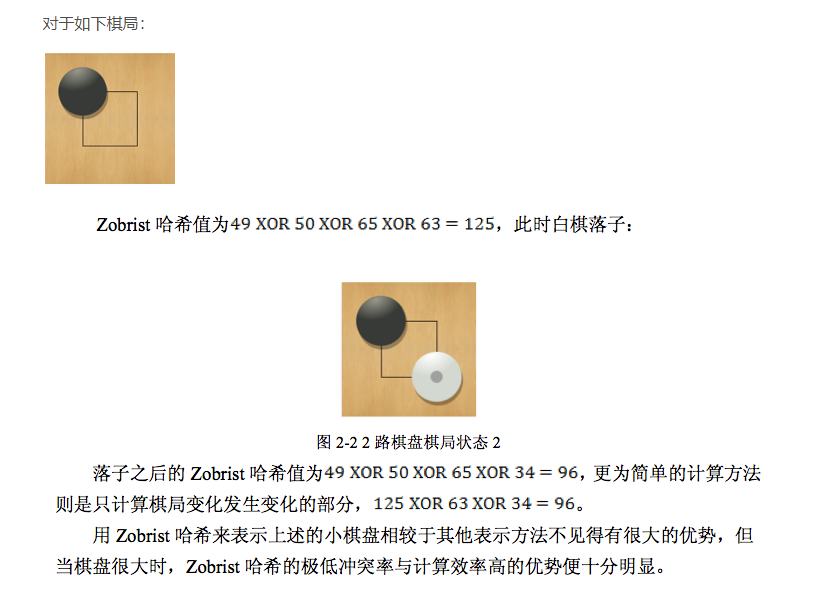 对于如下棋局：
Zobrist 哈希值为49 XOR 50 XOR 65 XOR 63 = 125，此时白棋落子：
图 2-2 2 路棋盘棋局状态 2
落子之后的 Zobrist 哈希值为49 XOR 50 XOR 65 XOR 34 = 96，更为简单的计算方法
则是只计算棋局变化发生变化的部分，125 XOR 63 XOR 34 = 96。
用 Zobrist 哈希来表示上述的小棋盘相较于其他表示方法不见得有很大的优势，但
当棋盘很大时，Zobrist 哈希的极低冲突率与计算效率高的优势便十分明显。